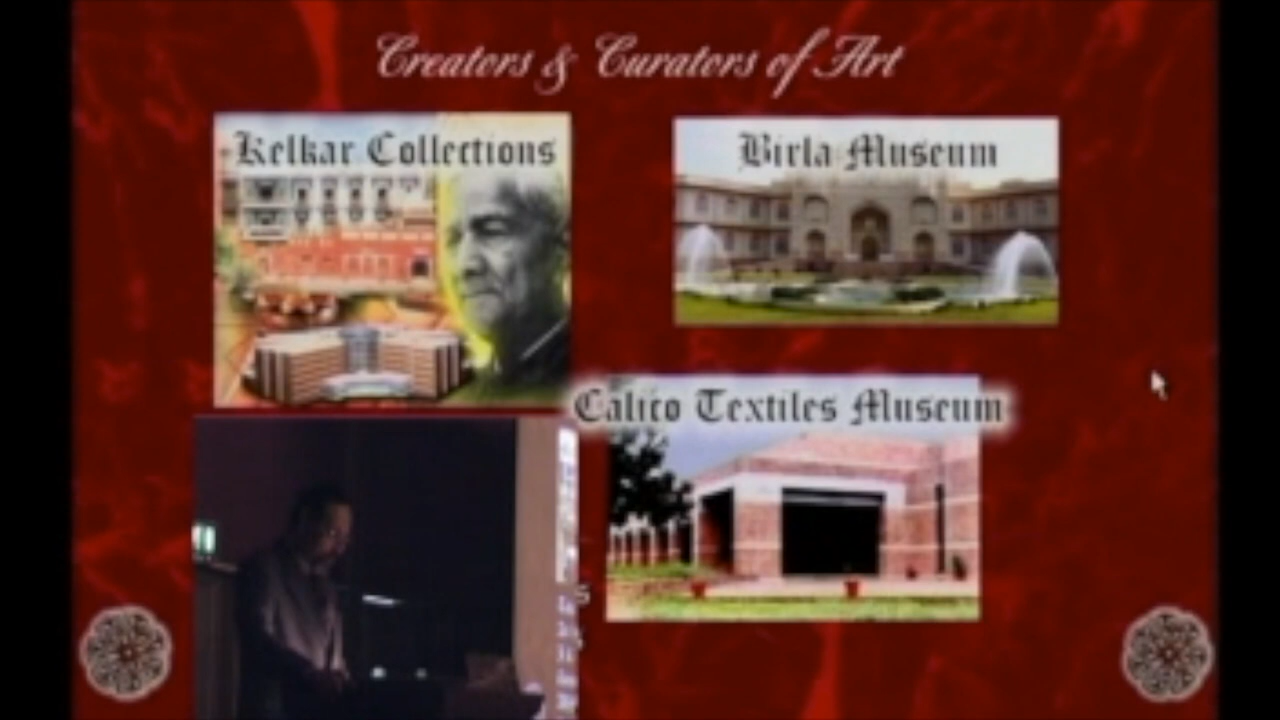 Creators & Curators of Art
Kelkar Collections
Birla Museum
Calico Textiles Museum